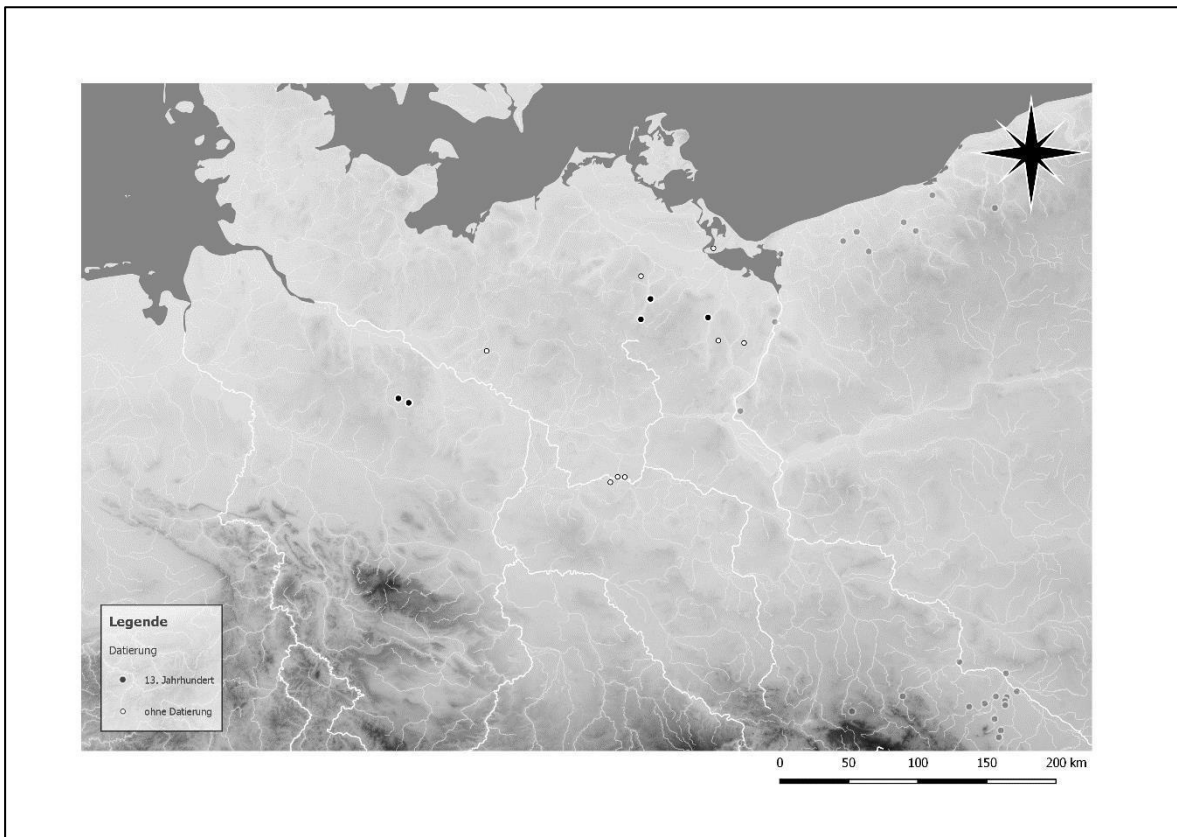 Legende
Datierung
13. Jahrhundert
ohne Datierung
0 50 100 150 200 km